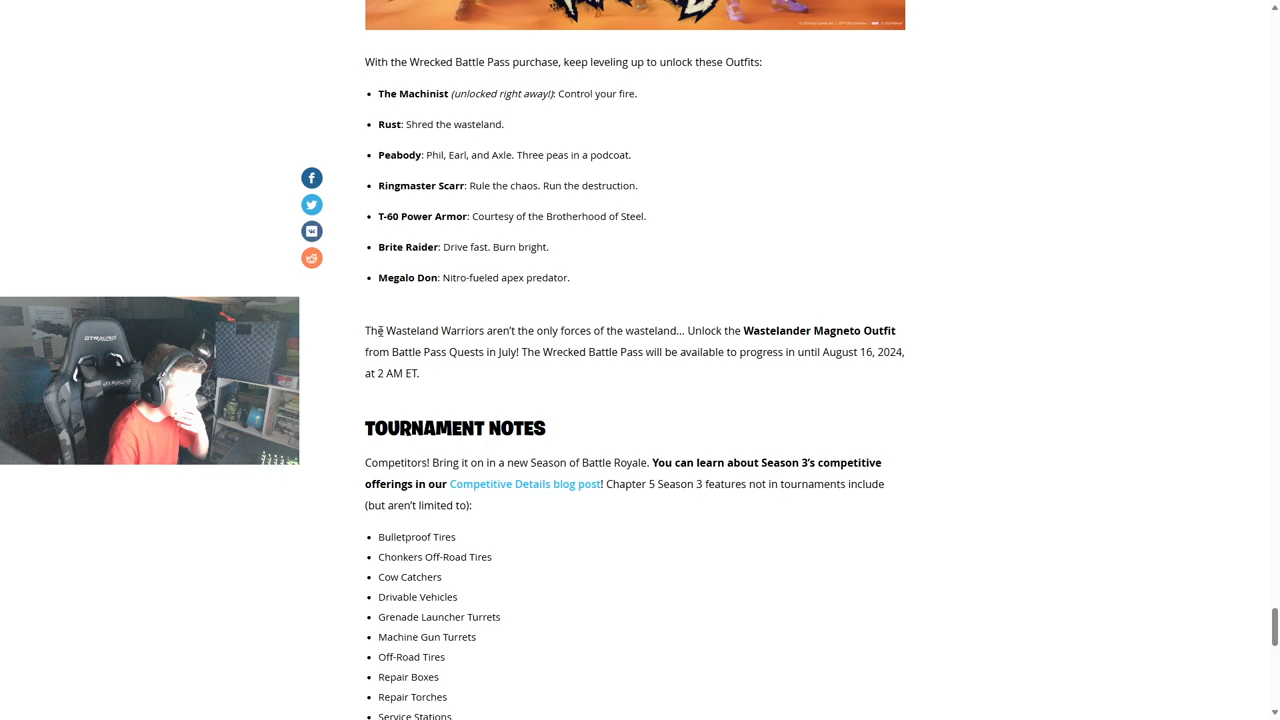 With the Wrecked Battle Pass purchase, keep leveling up to unlock these Outfits:
• The Machinist (unlocked right away!): Control your fire.
• Rust: Shred the wasteland.
• Peabody: Phil, Earl, and Axle. Three peas in a podcoat.
• Ringmaster Scarr: Rule the chaos. Run the destruction.
• T-60 Power Armor: Courtesy of the Brotherhood of Steel.
• Brite Raider: Drive fast. Burn bright.
• Megalo Don: Nitro-fueled apex predator.
The Wasteland Warriors aren’t the only forces of the wasteland… Unlock the Wastelander Magneto Outfit
from Battle Pass Quests in July! The Wrecked Battle Pass will be available to progress in until August 16, 2024,
at 2 AM ET.
TOURNAMENT NOTES
Competitors! Bring it on in a new Season of Battle Royale. You can learn about Season 3’s competitive
offerings in our Competitive Details blog post! Chapter 5 Season 3 features not in tournaments include
(but aren’t limited to):
• Bulletproof Tires
• Chonkers Off-Road Tires
• Cow Catchers
• Drivable Vehicles
• Grenade Launcher Turrets
• Machine Gun Turrets
• Off-Road Tires
• Repair Boxes
• Repair Torches
• Service Stations
GTRACING